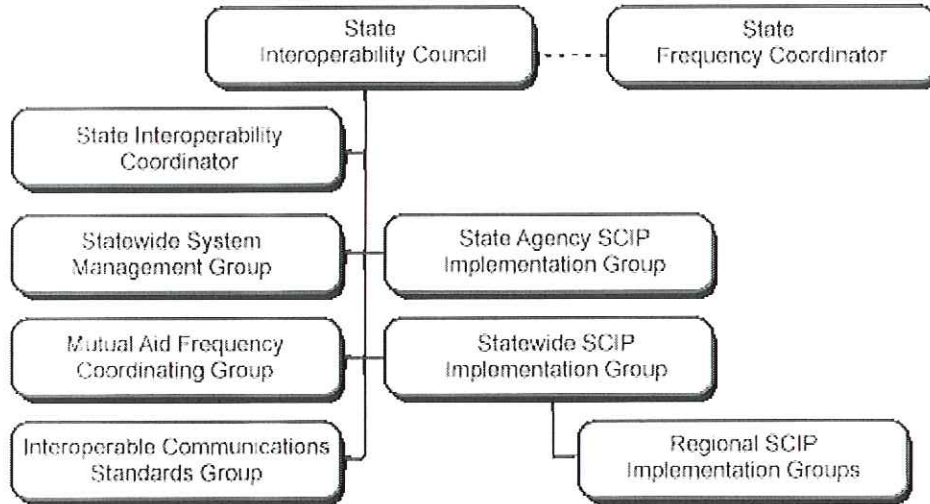 State
Interoperability Council
State
Frequency Coordinator
State Interoperability
Coordinator
Statewide System
Management Group
State Agency SCIP
Implementation Group
Mutual Aid Frequency
Coordinating Group
Statewide SCIP
Implementation Group
Interoperable Communications
Standards Group
Regional SCIP
Implementation Groups